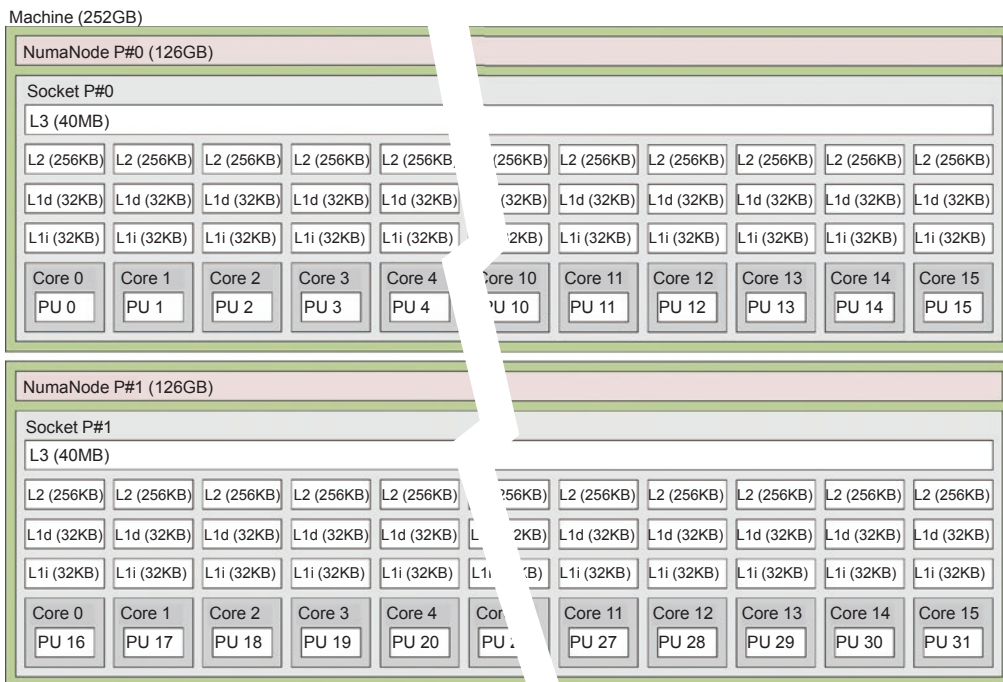 Machine (252GB)
NumaNode P#0 (126GB)
Socket P#0
L3 (40MB)
L2 (256KB) L2 (256KB) L2 (256KB) L2 (256KB) L2 (256KB (256KB) L2 (256KB) L2 (256KB) L2 (256KB) L2 (256KB) L2 (256KB)
L1d (32KB) L1d (32KB) L1d (32KB) L1d (32KB) L1d (32KB) (32KB) L1d (32KB) L1d (32KB) L1d (32KB) L1d (32KB) L1d (32KB)
L1i (32KB) L1i (32KB) L1i (32KB) L1i (32KB) L1i (32KB) 2KB) L1i (32KB) L1i (32KB) L1i (32KB) L1i (32KB) L1i (32KB)
Core 0 Core 1 Core 2 Core 3 Core 4 Core 10 Core 11 Core 12 Core 13 Core 14 Core 15
PU 0 PU 1 PU 2 PU 3 PU 4 PU 10 PU 11 PU 12 PU 13 PU 14 PU 15
NumaNode P#1 (126GB)
Socket P#1
L3 (40MB)
L2 (256KB) L2 (256KB) L2 (256KB) L2 (256KB) L2 (256KB) 256KB) L2 (256KB) L2 (256KB) L2 (256KB) L2 (256KB) L2 (256KB)
L1d (32KB) L1d (32KB) L1d (32KB) L1d (32KB) L1d (32KB) L 2KB) L1d (32KB) L1d (32KB) L1d (32KB) L1d (32KB) L1d (32KB)
L1i (32KB) L1i (32KB) L1i (32KB) L1i (32KB) L1i (32KB) L1i KB) L1i (32KB) L1i (32KB) L1i (32KB) L1i (32KB) L1i (32KB)
Core 0 Core 1 Core 2 Core 3 Core 4 Cor Core 11 Core 12 Core 13 Core 14 Core 15
PU 16 PU 17 PU 18 PU 19 PU 20 PU PU 27 PU 28 PU 29 PU 30 PU 31